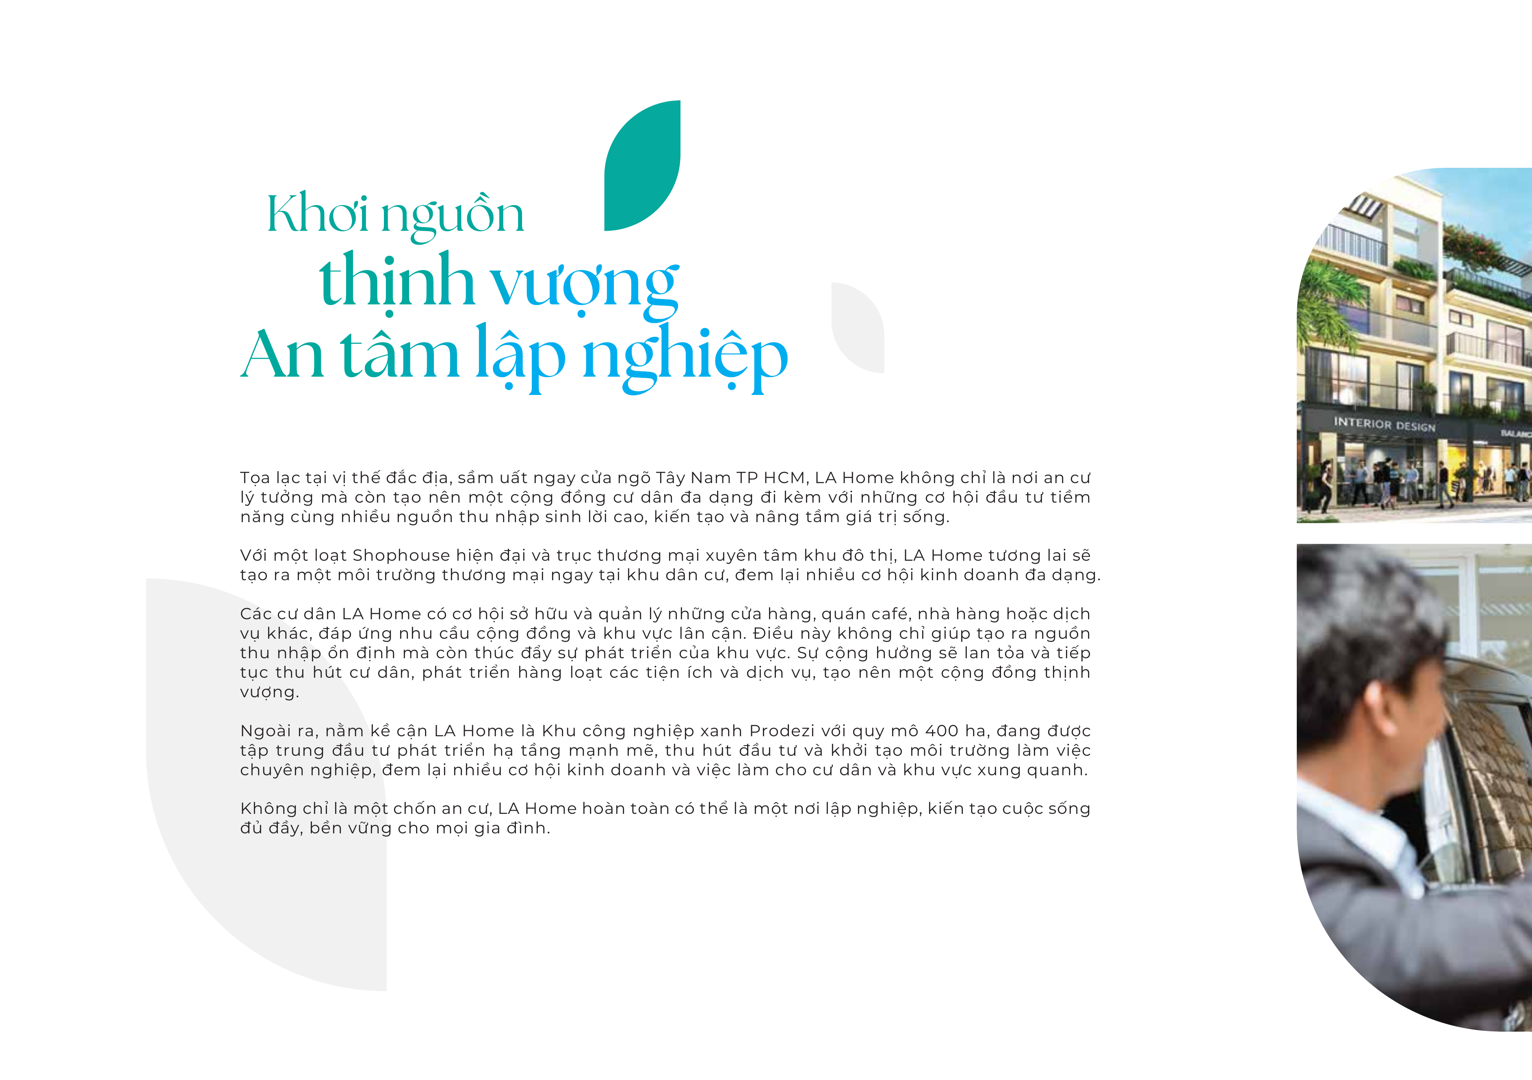 Khơi nguồn
thịnh vượng
An tâm lập nghiệp
Tọa lạc tại vị thế đắc địa, sầm uất ngay cửa ngõ Tây Nam TP HCM, LA Home không chỉ là nơi an cư
lý tưởng mà còn tạo nên một cộng đồng cư dân đa dạng đi kèm với những cơ hội đầu tư tiềm
năng cùng nhiều nguồn thu nhập sinh lời cao, kiến tạo và nâng tầm giá trị sống.
Với một loạt Shophouse hiện đại và trục thương mại xuyên tâm khu đô thị, LA Home tương lai sẽ
tạo ra một môi trường thương mại ngay tại khu dân cư, đem lại nhiều cơ hội kinh doanh đa dạng.
Các cư dân LA Home có cơ hội sở hữu và quản lý những cửa hàng, quán café, nhà hàng hoặc dịch
vụ khác, đáp ứng nhu cầu cộng đồng và khu vực lân cận. Điều này không chỉ giúp tạo ra nguồn
thu nhập ổn định mà còn thúc đẩy sự phát triển của khu vực. Sự cộng hưởng sẽ lan tỏa và tiếp
tục thu hút cư dân, phát triển hàng loạt các tiện ích và dịch vụ, tạo nên một cộng đồng thịnh
vượng.
Ngoài ra, nằm kề cận LA Home là Khu công nghiệp xanh Prodezi với quy mô 400 ha, đang được
tập trung đầu tư phát triển hạ tầng mạnh mẽ, thu hút đầu tư và khởi tạo môi trường làm việc
chuyên nghiệp, đem lại nhiều cơ hội kinh doanh và việc làm cho cư dân và khu vực xung quanh.
Không chỉ là một chốn an cư, LA Home hoàn toàn có thể là một nơi lập nghiệp, kiến tạo cuộc sống
đủ đầy, bền vững cho mọi gia đình.
INTERIOR DESIGN
BALANC